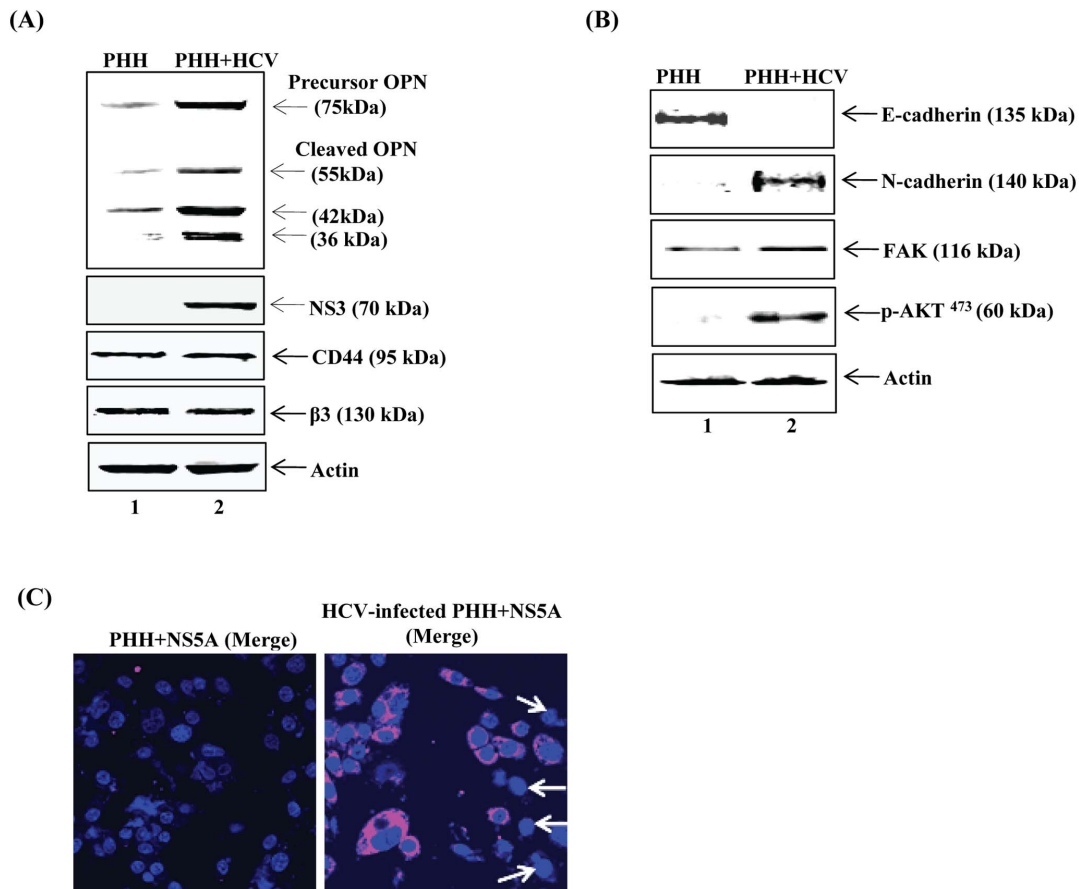 (A)
PHH PHH+HCV
Precursor OPN
(75kDa)
Cleaved OPN
(55kDa)
(42kDa)
(36 kDa)
NS3 (70 kDa)
CD44 (95 kDa)
β3 (130 kDa)
Actin
1 2
(B)
PHH PHH+HCV
E-cadherin (135 kDa)
N-cadherin (140 kDa)
FAK (116 kDa)
p-AKT 473 (60 kDa)
Actin
1 2
(C)
PHH+NS5A (Merge)
HCV-infected PHH+NS5A
(Merge)